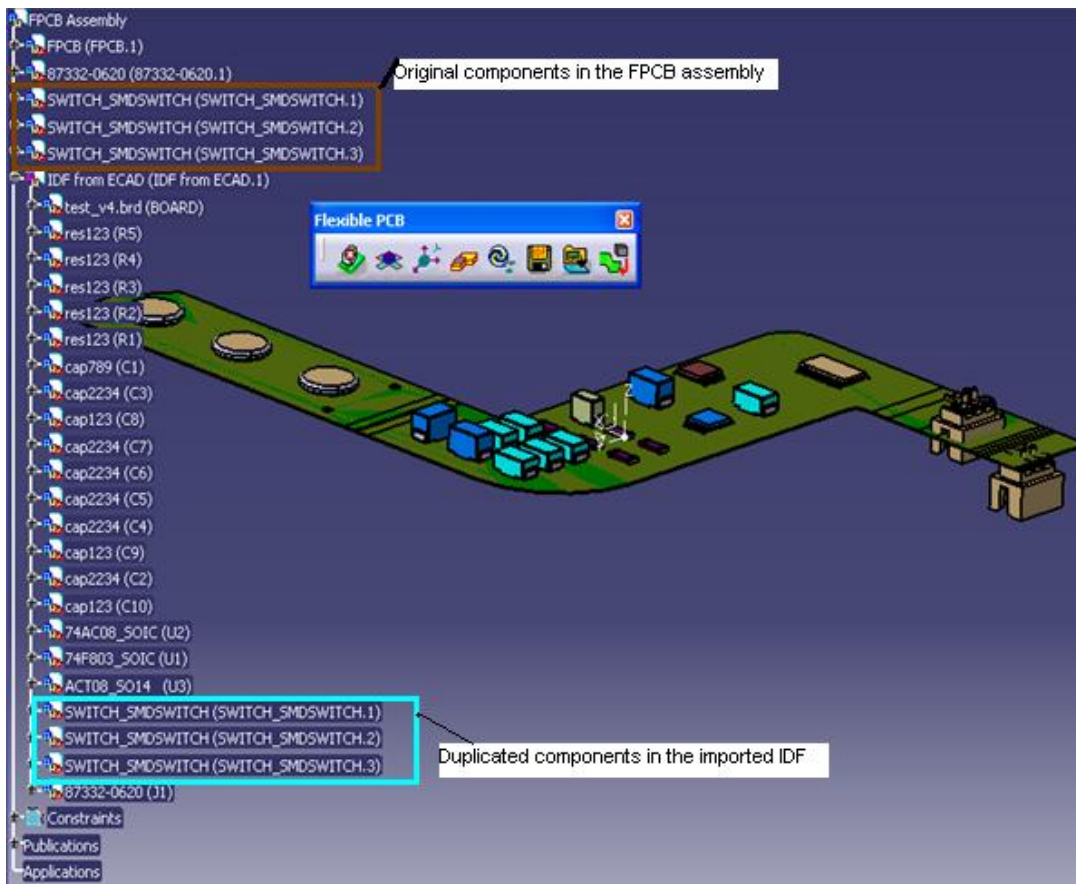 FPCB Assembly
FPCB (FPCB.1)
87332-0620 (87332-0620.1)
Original components in the FPCB assembly
SWITCH_SMDSWITCH (SWITCH_SMDSWITCH.1)
SWITCH_SMDSWITCH (SWITCH_SMDSWITCH.2)
SWITCH_SMDSWITCH (SWITCH_SMDSWITCH.3)
IDF from ECAD (IDF from ECAD.1)
test_v4.brd (BOARD)
Flexible PCB
res123 (R5)
res123 (R4)
res123 (R3)
res123 (R2)
res123 (R1)
cap789 (C1)
cap2234 (C3)
cap123 (C8)
cap2234 (C7)
cap2234 (C6)
cap2234 (C5)
cap2234 (C4)
cap123 (C9)
cap2234 (C2)
cap123 (C10)
74AC08_SOIC (U2)
74F803_SOIC (U1)
ACT08_SO14 (U3)
SWITCH_SMDSWITCH (SWITCH_SMDSWITCH.1)
SWITCH_SMDSWITCH (SWITCH_SMDSWITCH.2)
Duplicated components in the imported IDF
SWITCH_SMDSWITCH (SWITCH_SMDSWITCH.3)
87332-0620 (J1)
Constraints
Publications
Applications